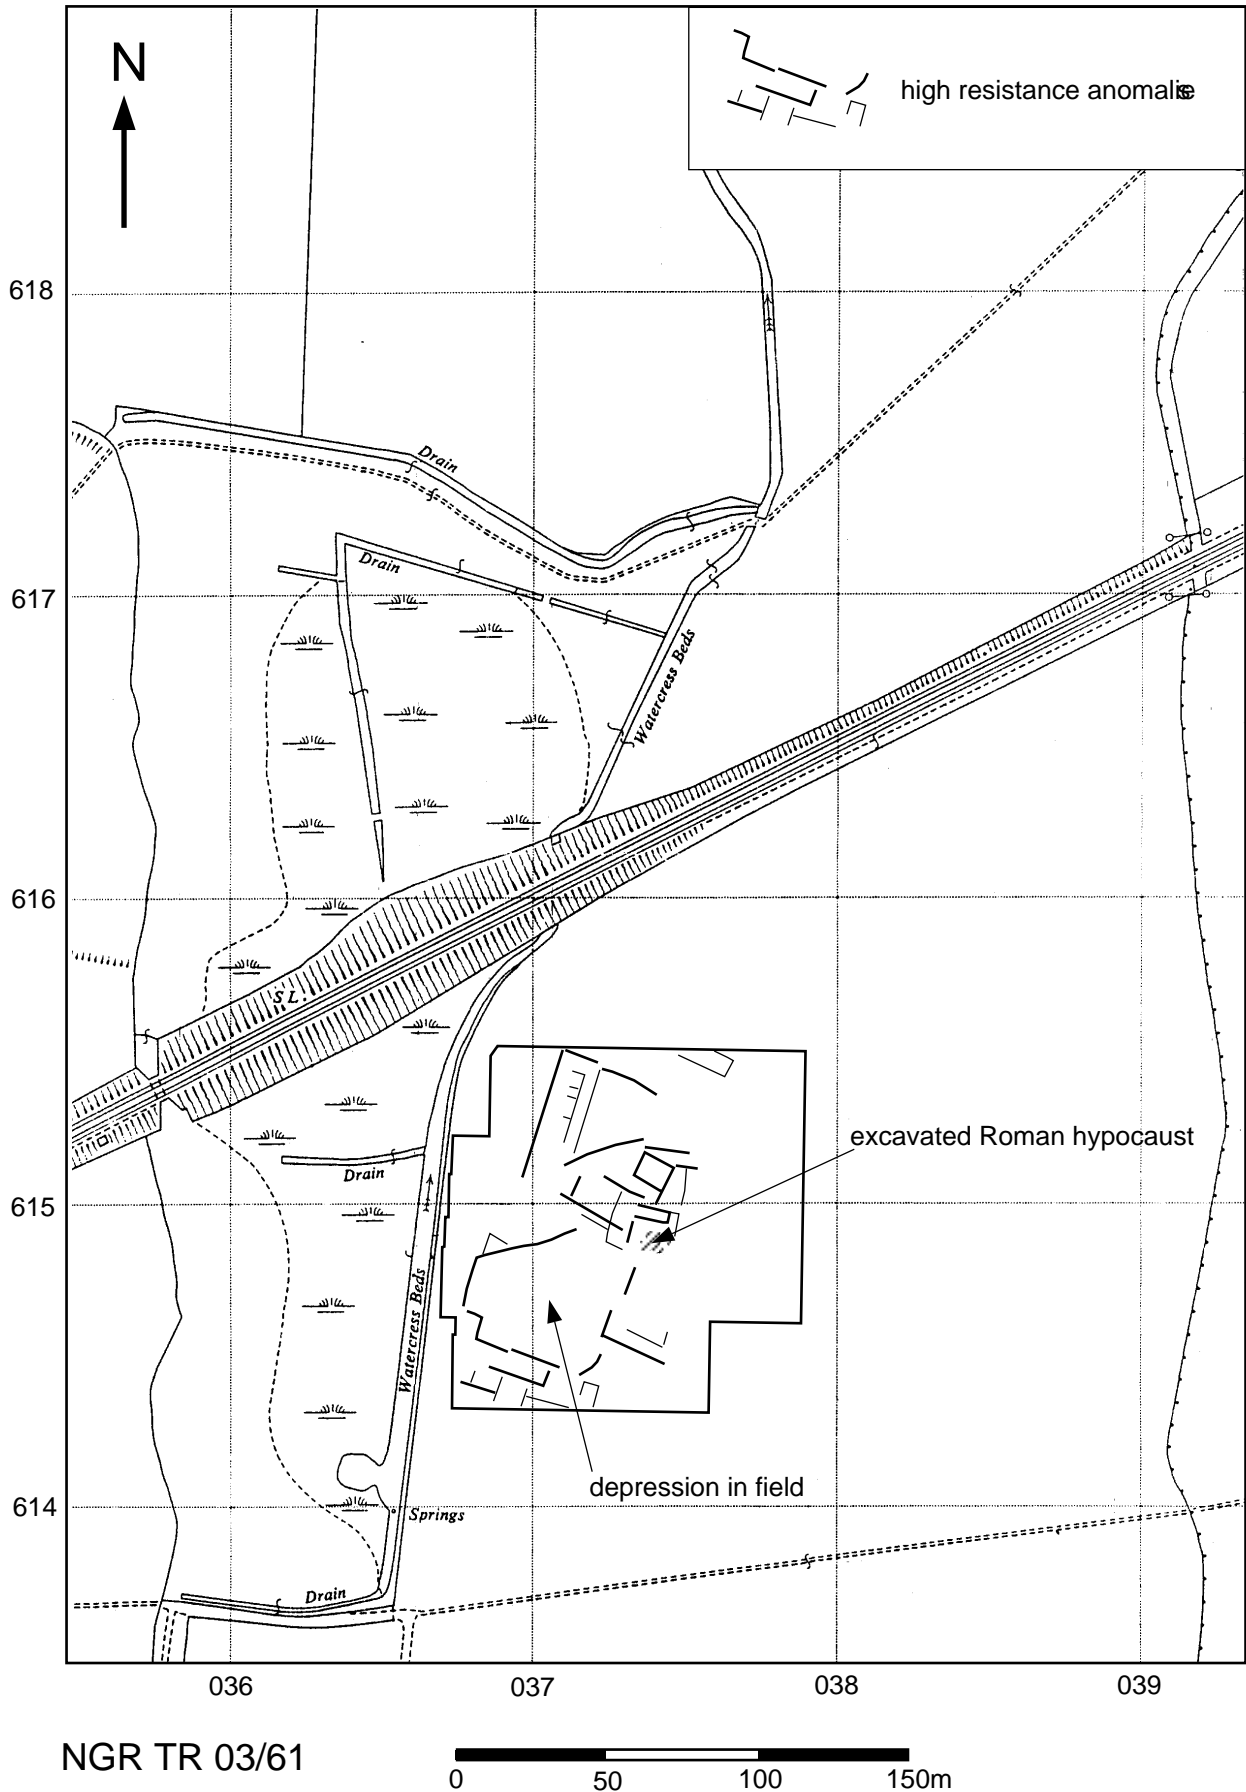 N
high resistance anomalies
618
Drain
617
Drain
Watercress Beds
616
SL
excavated Roman hypocaust
Drain
615
Watercress Beds
depression in field
614
Springs
Drain
036
037
038
039
NGR TR 03/61
0
50
100
150m